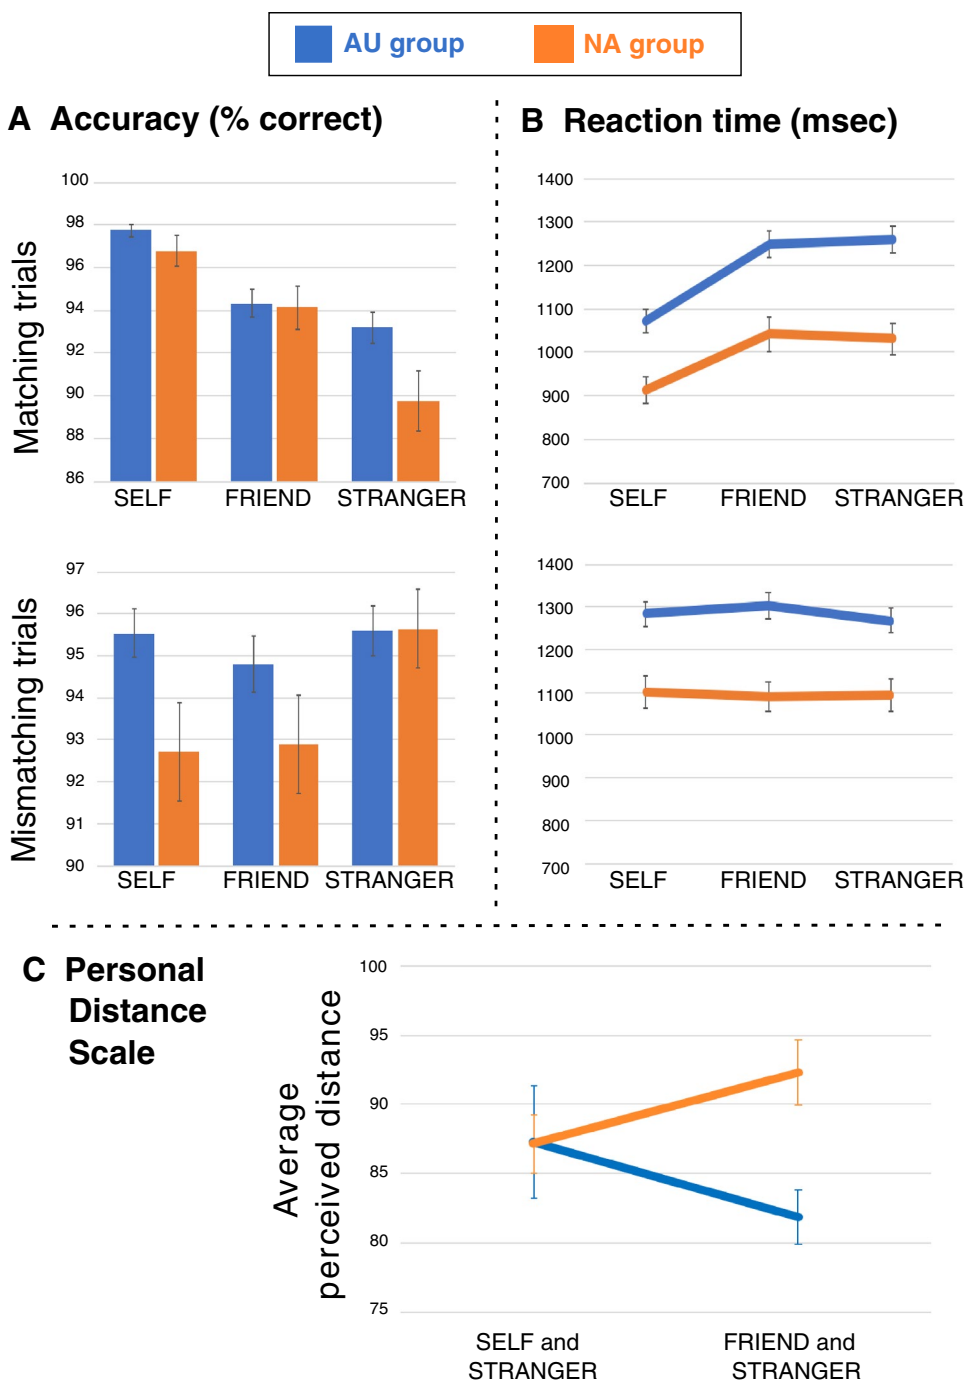 AU group NA group
A Accuracy (% correct)
Matching trials
100
98
96
94
92
90
88
86
SELF FRIEND STRANGER
Mismatching trials
97
96
95
94
93
92
91
90
SELF FRIEND STRANGER
B Reaction time (msec)
1400
1300
1200
1100
1000
900
800
700
SELF FRIEND STRANGER
1400
1300
1200
1100
1000
900
800
700
SELF FRIEND STRANGER
C Personal
Distance
Scale
Average
perceived distance
100
95
90
85
80
75
SELF and
STRANGER
FRIEND and
STRANGER